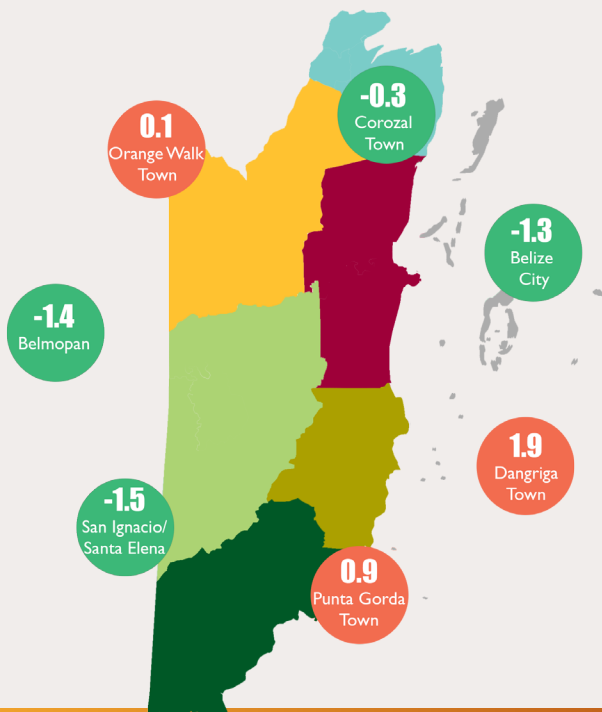 -0.3
Corozal
Town
0.1
Orange Walk
Town
-1.3
Belize
City
-1.4
Belmopan
1.9
Dangriga
Town
-1.5
San Ignacio/
Santa Elena
0.9
Punta Gorda
Town